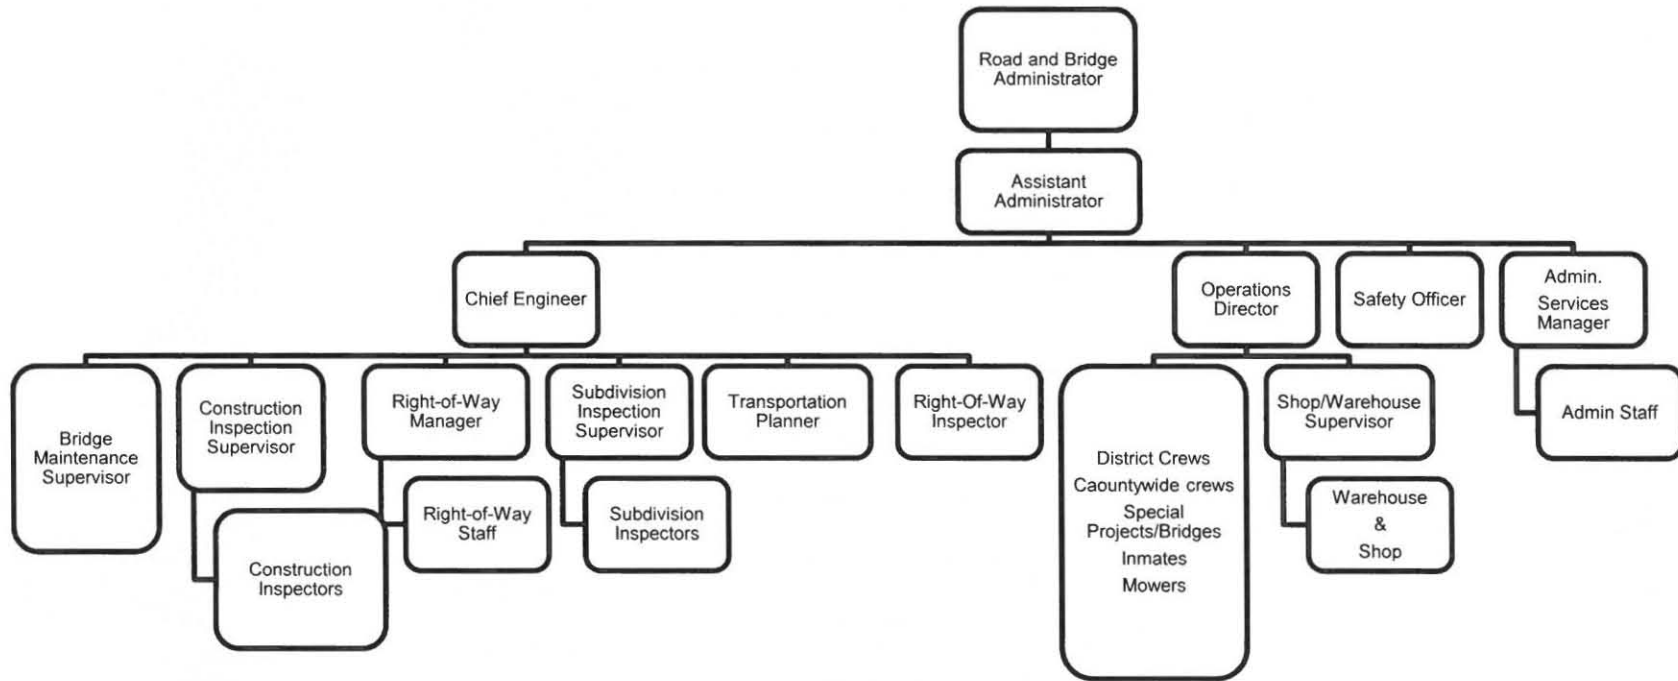 Road and Bridge
Administrator
Assistant
Administrator
Chief Engineer
Operations
Director
Safety Officer
Admin.
Services
Manager
Bridge
Maintenance
Supervisor
Construction
Inspection
Supervisor
Right-of-Way
Manager
Subdivision
Inspection
Supervisor
Transportation
Planner
Right-Of-Way
Inspector
District Crews
Caountywide crews
Special
Projects/Bridges
Inmates
Mowers
Shop/Warehouse
Supervisor
Admin Staff
Construction
Inspectors
Right-of-Way
Staff
Subdivision
Inspectors
Warehouse
&
Shop